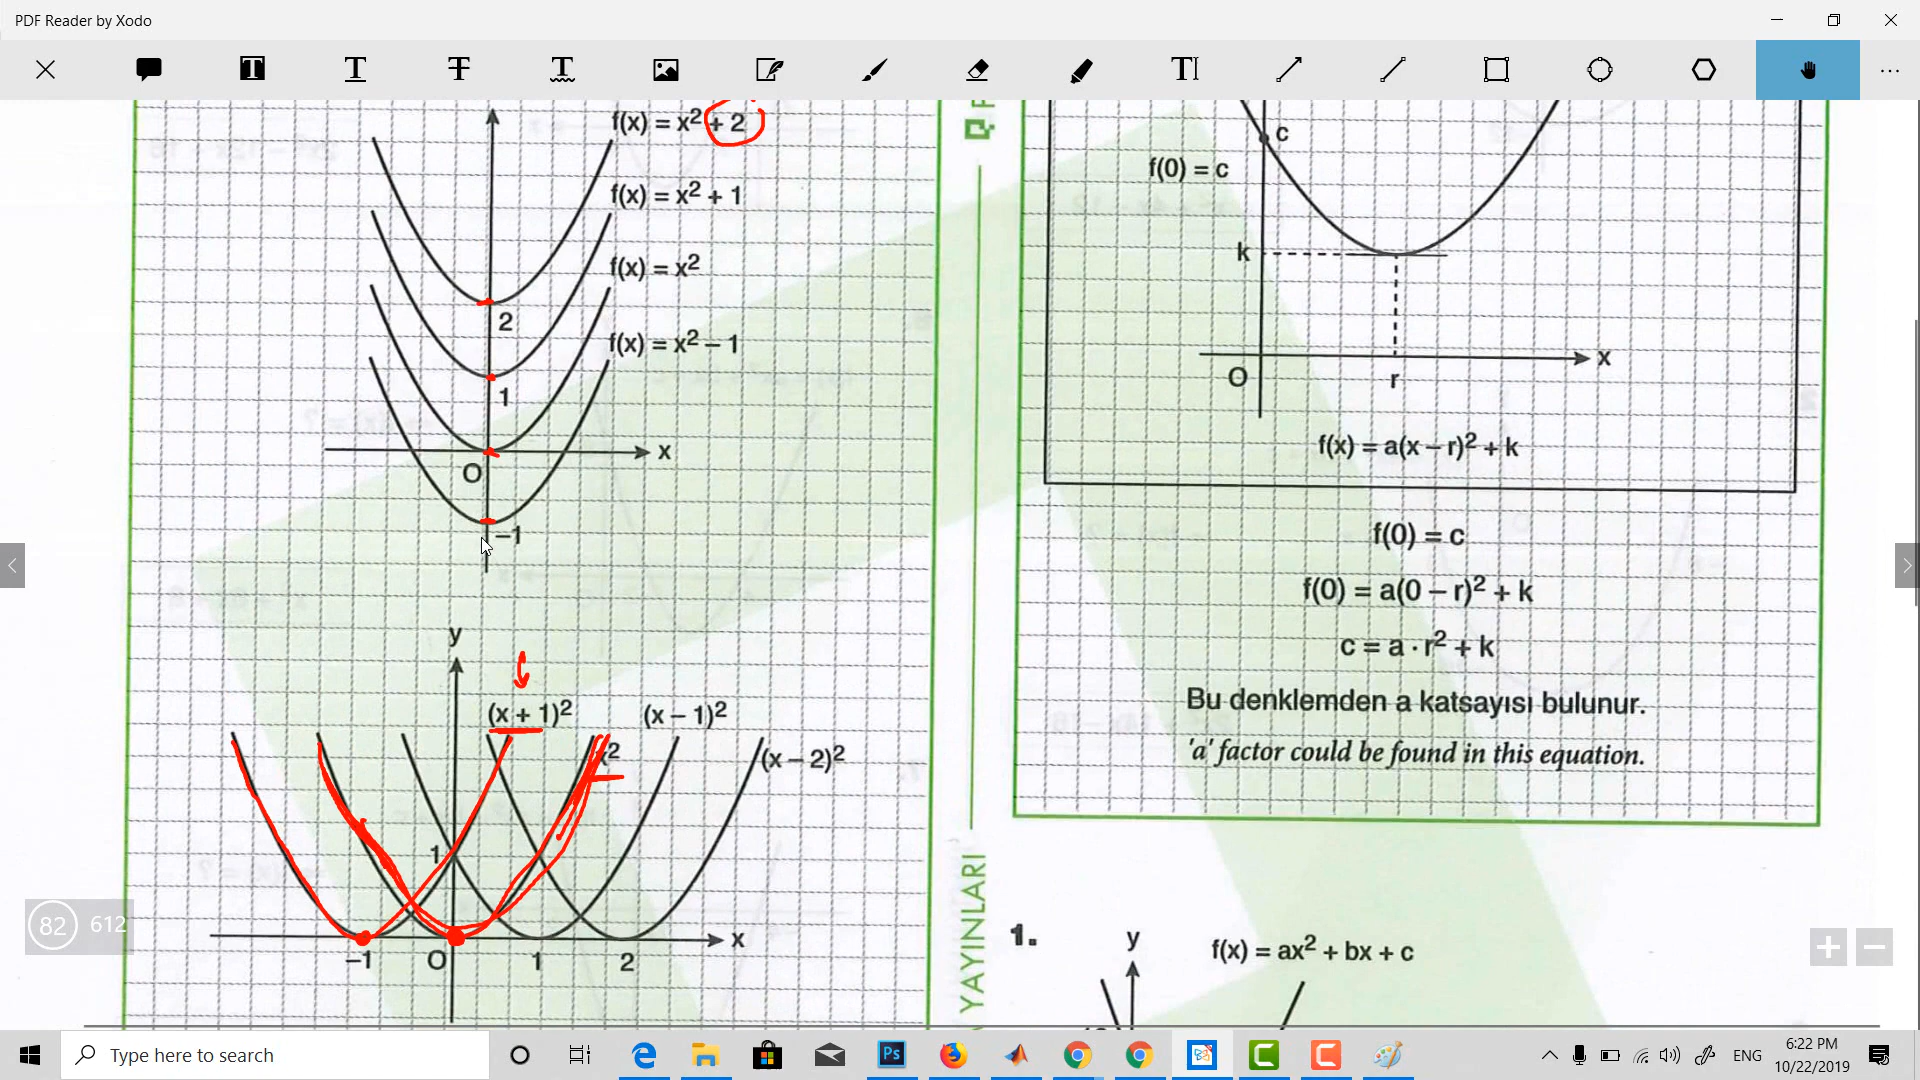 PDF Reader by Xodo
f(x) = x² + 2
f(x) = x² + 1
f(x) = x²
f(x) = x² – 1
2
1
x
O
–1
y
(x + 1)²
(x – 1)²
x²
(x – 2)²
1
x
–1
O
1
2
c
f(0) = c
k
O
r
x
f(x) = a(x – r)² + k
f(0) = c
f(0) = a(0 – r)² + k
c = a · r² + k
Bu denklemden a katsayısı bulunur.
'a' factor could be found in this equation.
YAYINLARI
1.
y
f(x) = ax² + bx + c
82
612
Type here to search
Ps
ENG
6:22 PM
10/22/2019